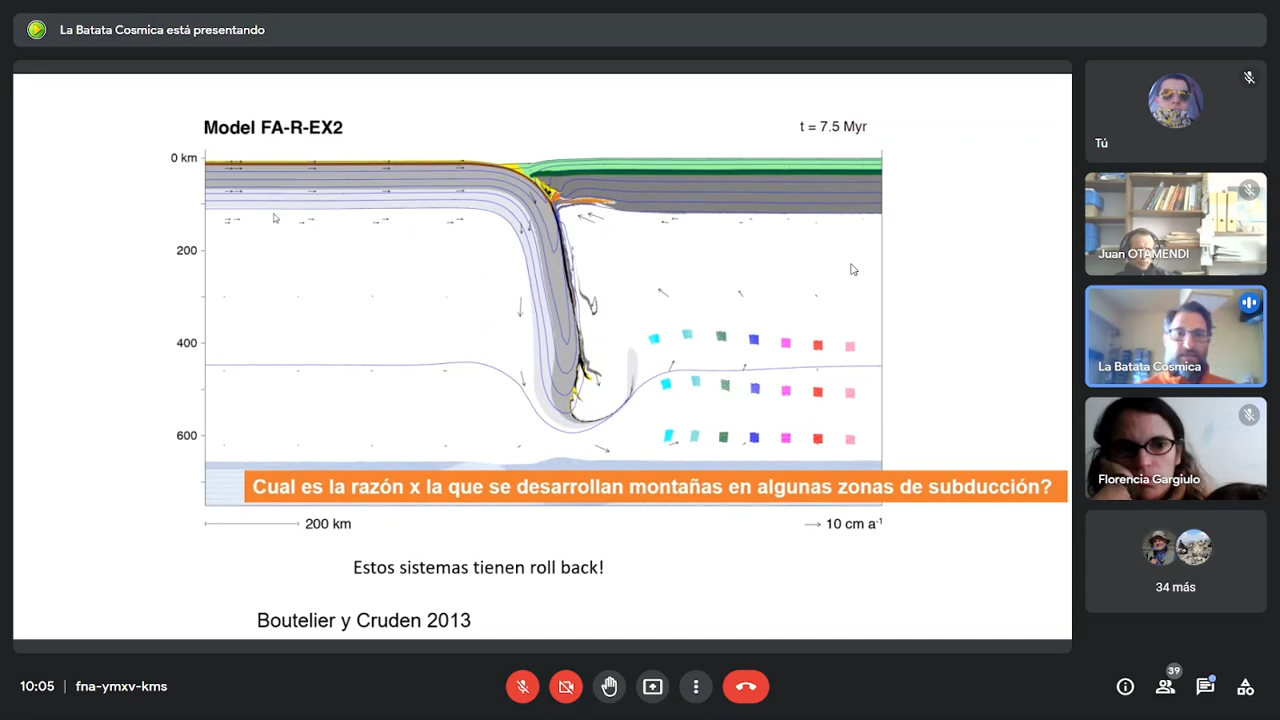 La Batata Cosmica está presentando
Model FA-R-EX2
t = 7.5 Myr
0 km
200
400
600
Cual es la razón x la que se desarrollan montañas en algunas zonas de subducción?
200 km
10 cm a-1
Estos sistemas tienen roll back!
Boutelier y Cruden 2013
Tú
Juan OTAMENDI
La Batata Cosmica
Florencia Gargiulo
34 más
10:05 | fna-ymxv-kms
39